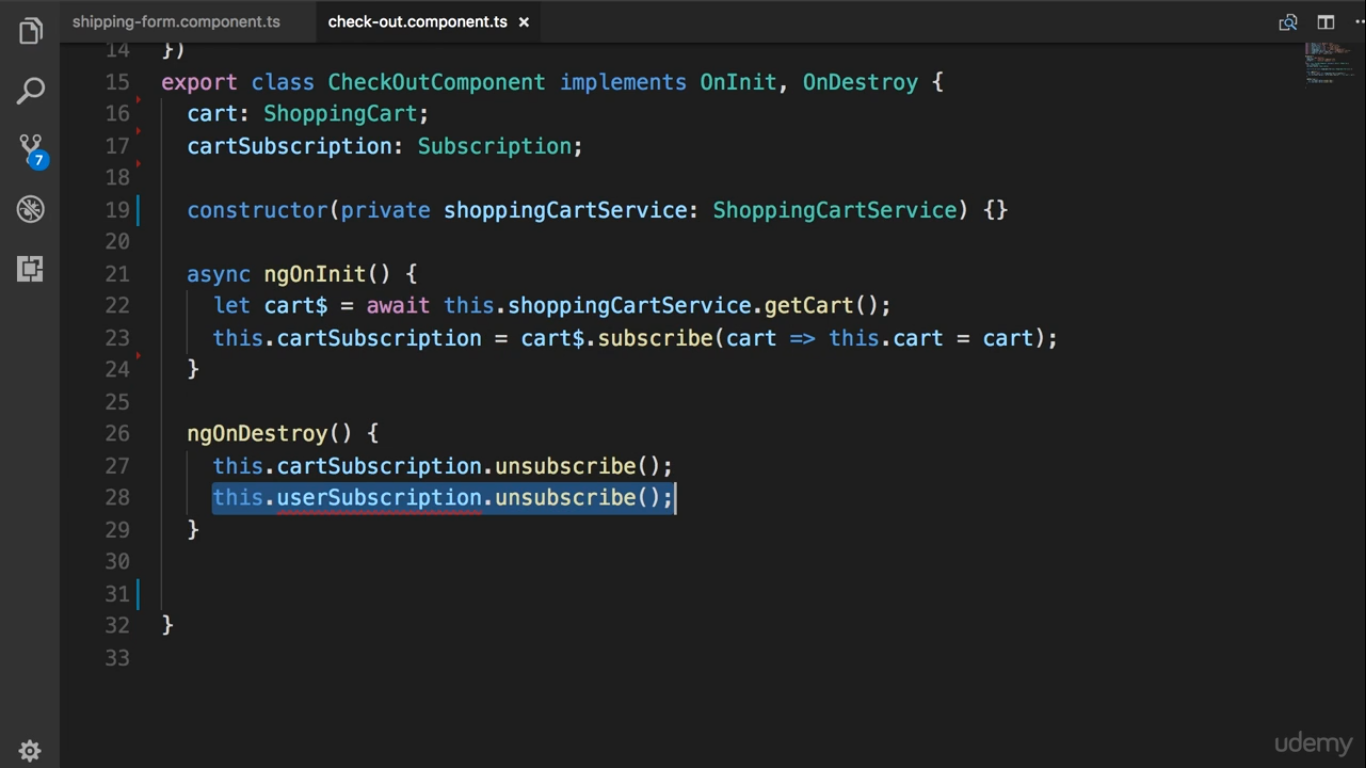 shipping-form.component.ts check-out.component.ts ×
14 })
15 export class CheckOutComponent implements OnInit, OnDestroy {
16 cart: ShoppingCart;
17 cartSubscription: Subscription;
18
19 constructor(private shoppingCartService: ShoppingCartService) {}
20
21 async ngOnInit() {
22 let cart$ = await this.shoppingCartService.getCart();
23 this.cartSubscription = cart$.subscribe(cart => this.cart = cart);
24 }
25
26 ngOnDestroy() {
27 this.cartSubscription.unsubscribe();
28 this.userSubscription.unsubscribe();
29 }
30
31
32 }
33
7
udemy